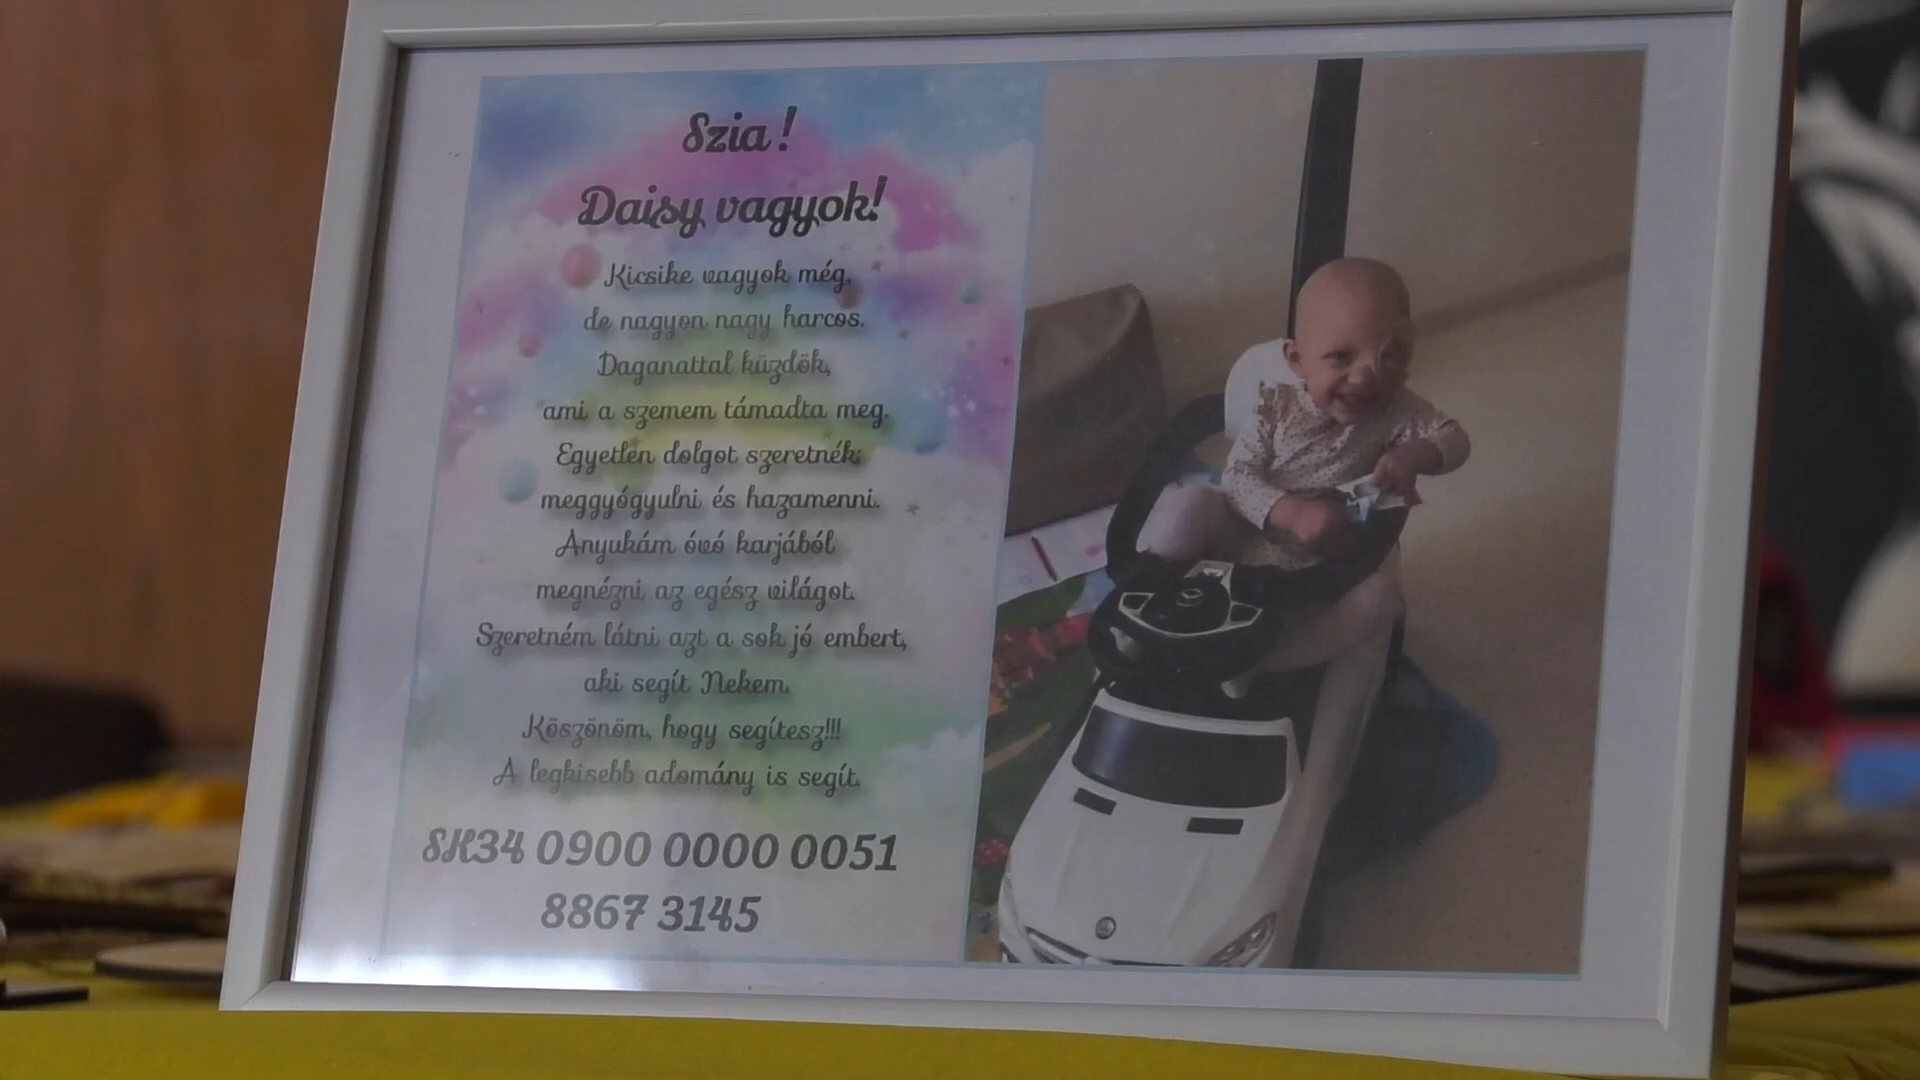 Szia!
Daisy vagyok!
Kicsike vagyok még,
de nagyon nagy harcos.
Daganattal küzdök,
ami a szemem támadta meg.
Egyetlen dolgot szeretnék:
meggyógyulni és hazamenni.
Anyukám óvó karjából
megnézni az egész világot.
Szeretném látni azt a sok jó embert,
aki segít Nekem.
Köszönöm, hogy segítesz!!!
A legkisebb adomány is segít.
SK34 0900 0000 0051
8867 3145